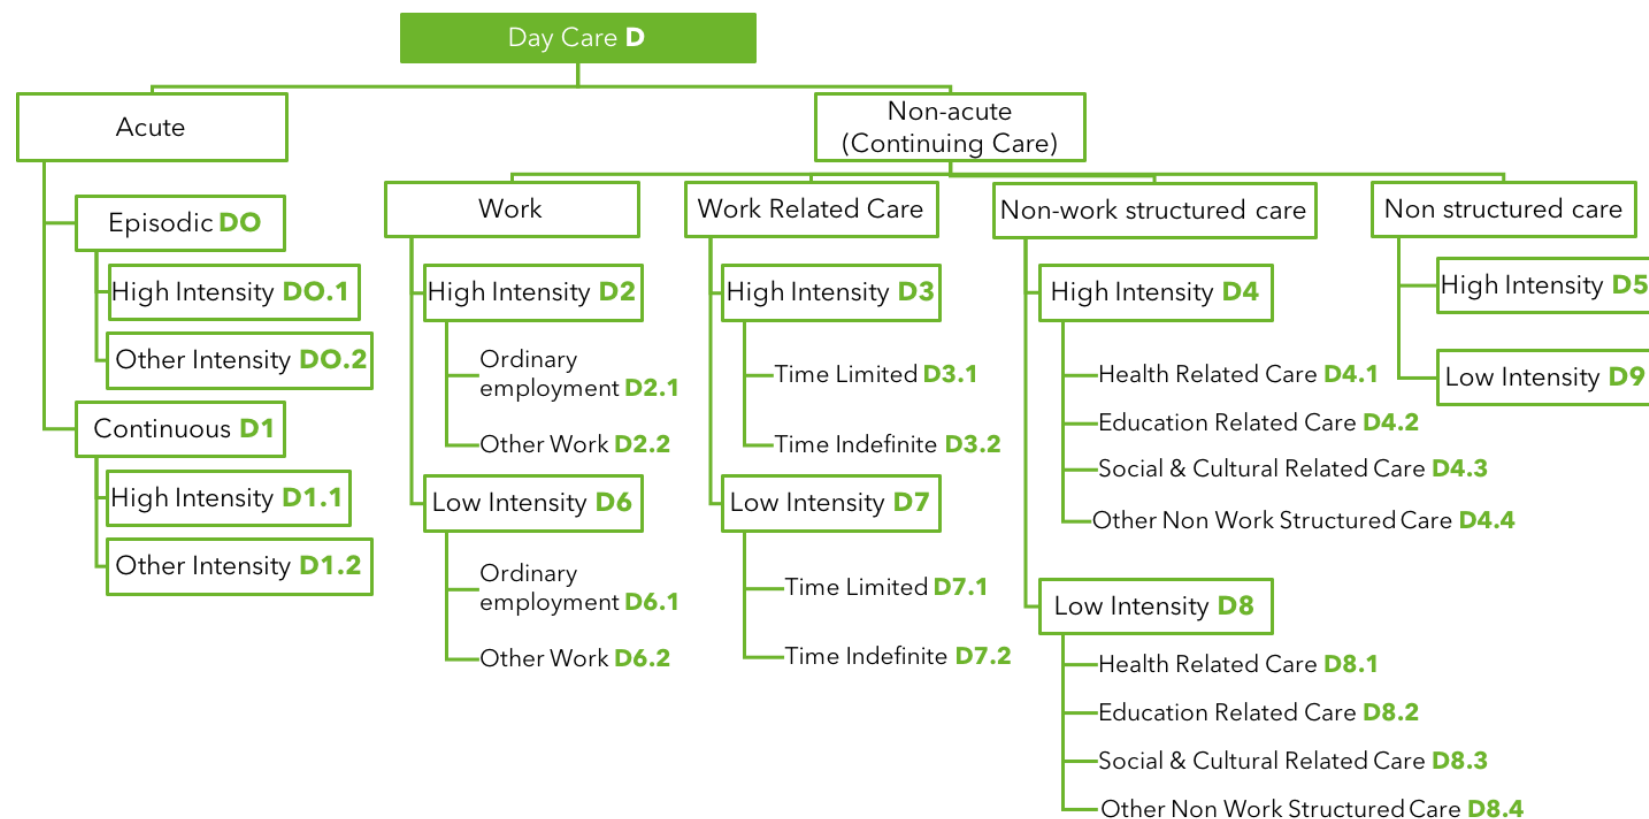 Day Care D
Acute
Non-acute
(Continuing Care)
Episodic DO
High Intensity DO.1
Other Intensity DO.2
Continuous D1
High Intensity D1.1
Other Intensity D1.2
Work
High Intensity D2
Ordinary
employment D2.1
Other Work D2.2
Low Intensity D6
Ordinary
employment D6.1
Other Work D6.2
Work Related Care
High Intensity D3
Time Limited D3.1
Time Indefinite D3.2
Low Intensity D7
Time Limited D7.1
Time Indefinite D7.2
Non-work structured care
High Intensity D4
Health Related Care D4.1
Education Related Care D4.2
Social & Cultural Related Care D4.3
Other Non Work Structured Care D4.4
Low Intensity D8
Health Related Care D8.1
Education Related Care D8.2
Social & Cultural Related Care D8.3
Other Non Work Structured Care D8.4
Non structured care
High Intensity D5
Low Intensity D9